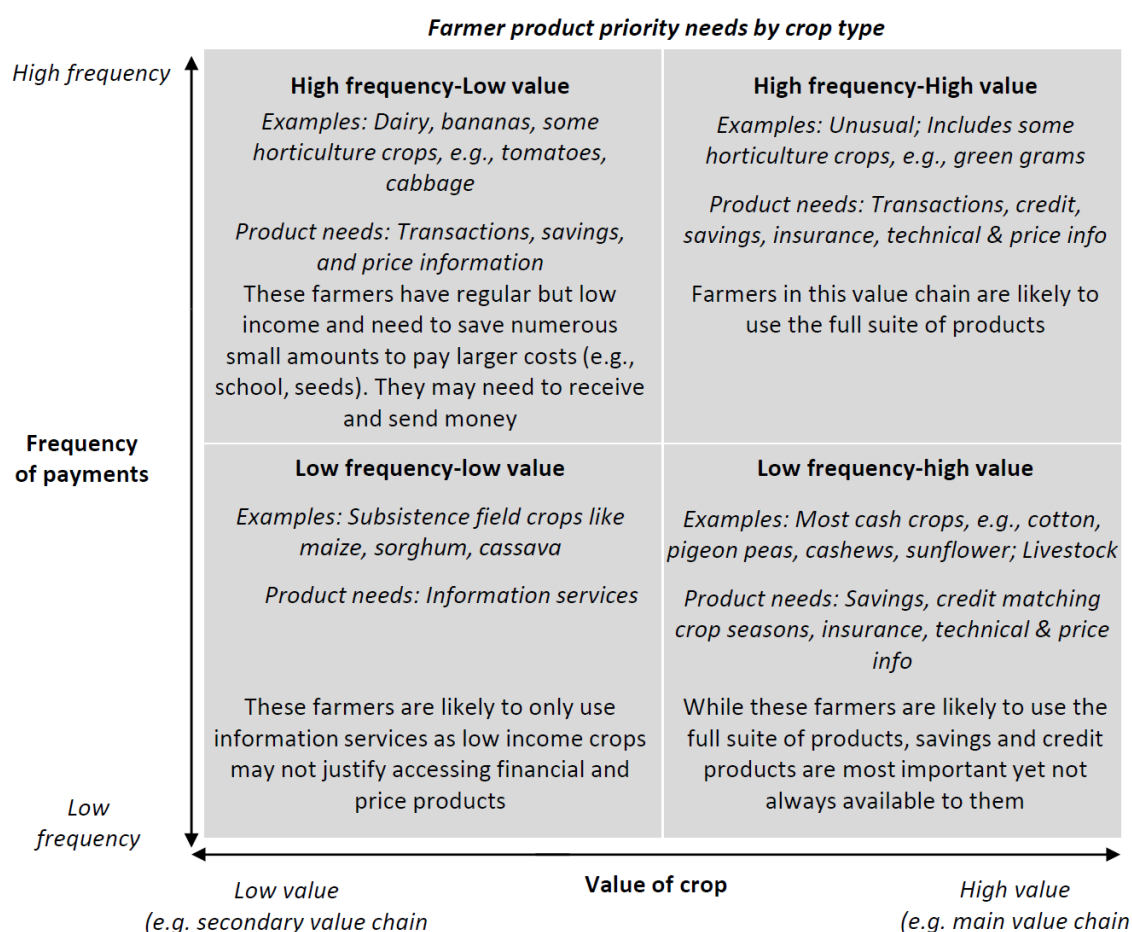 Farmer product priority needs by crop type
High frequency
High frequency-Low value
Examples: Dairy, bananas, some
horticulture crops, e.g., tomatoes,
cabbage
Product needs: Transactions, savings,
and price information
These farmers have regular but low
income and need to save numerous
small amounts to pay larger costs (e.g.,
school, seeds). They may need to receive
and send money
High frequency-High value
Examples: Unusual; Includes some
horticulture crops, e.g., green grams
Product needs: Transactions, credit,
savings, insurance, technical & price info
Farmers in this value chain are likely to
use the full suite of products
Frequency
of payments
Low frequency-low value
Examples: Subsistence field crops like
maize, sorghum, cassava
Product needs: Information services
These farmers are likely to only use
information services as low income crops
may not justify accessing financial and
price products
Low frequency-high value
Examples: Most cash crops, e.g., cotton,
pigeon peas, cashews, sunflower; Livestock
Product needs: Savings, credit matching
crop seasons, insurance, technical & price
info
While these farmers are likely to use the
full suite of products, savings and credit
products are most important yet not
always available to them
Low
frequency
Low value
(e.g. secondary value chain
Value of crop
High value
(e.g. main value chain